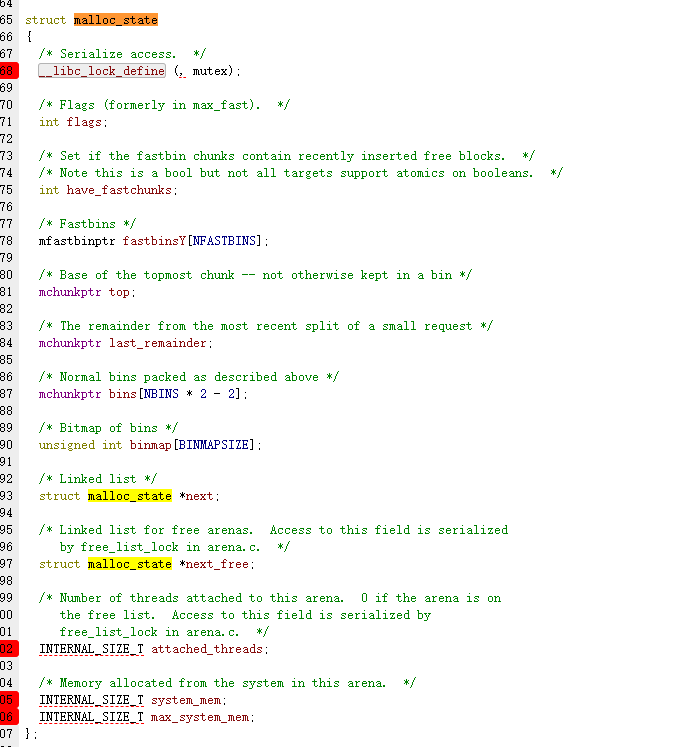 64
65 struct malloc_state
66 {
67 /* Serialize access.  */
68 __libc_lock_define (, mutex);
69
70 /* Flags (formerly in max_fast).  */
71 int flags;
72
73 /* Set if the fastbin chunks contain recently inserted free blocks.  */
74 /* Note this is a bool but not all targets support atomics on booleans.  */
75 int have_fastchunks;
76
77 /* Fastbins */
78 mfastbinptr fastbinsY[NFASTBINS];
79
80 /* Base of the topmost chunk -- not otherwise kept in a bin */
81 mchunkptr top;
82
83 /* The remainder from the most recent split of a small request */
84 mchunkptr last_remainder;
85
86 /* Normal bins packed as described above */
87 mchunkptr bins[NBINS * 2 - 2];
88
89 /* Bitmap of bins */
90 unsigned int binmap[BINMAPSIZE];
91
92 /* Linked list */
93 struct malloc_state *next;
94
95 /* Linked list for free arenas.  Access to this field is serialized
96 by free_list_lock in arena.c.  */
97 struct malloc_state *next_free;
98
99 /* Number of threads attached to this arena.  0 if the arena is on
00 the free list.  Access to this field is serialized by
01 free_list_lock in arena.c.  */
02 INTERNAL_SIZE_T attached_threads;
03
04 /* Memory allocated from the system in this arena.  */
05 INTERNAL_SIZE_T system_mem;
06 INTERNAL_SIZE_T max_system_mem;
07 };